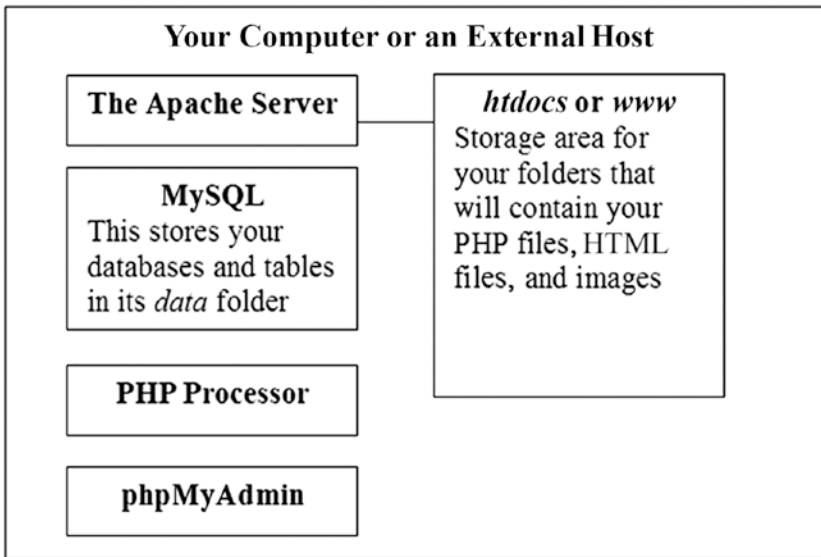 Your Computer or an External Host
The Apache Server
MySQL
This stores your
databases and tables
in its data folder
PHP Processor
phpMyAdmin
htdocs or www
Storage area for
your folders that
will contain your
PHP files, HTML
files, and images